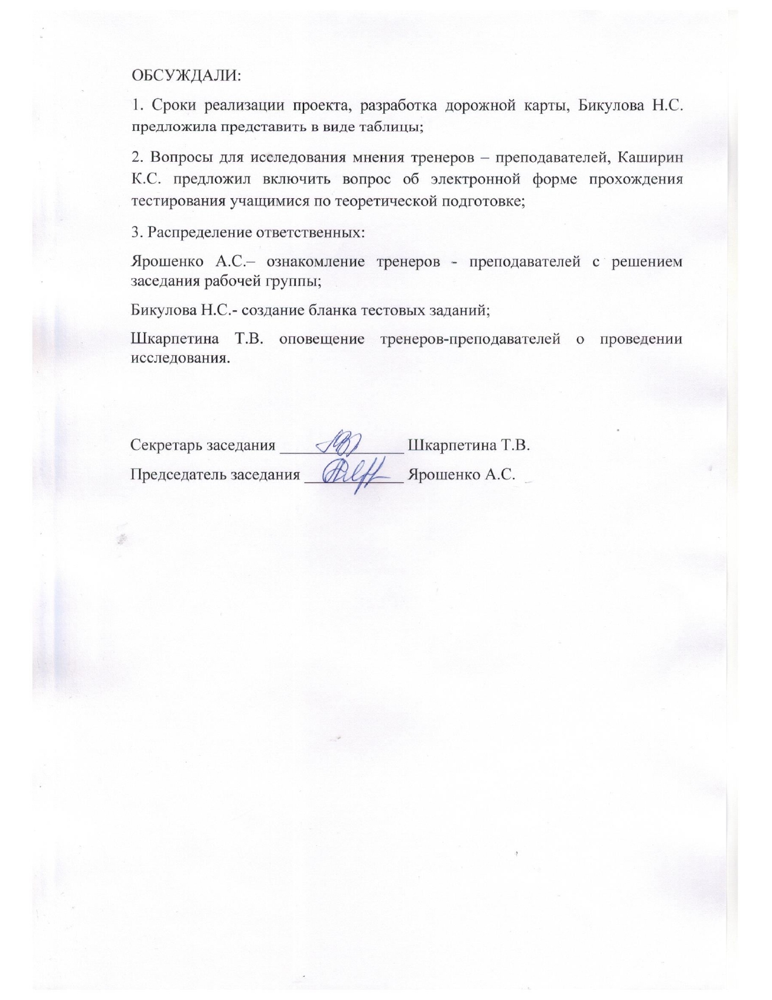 ОБСУЖДАЛИ:
1. Сроки реализации проекта, разработка дорожной карты, Бикулова Н.С.
предложила представить в виде таблицы;
2. Вопросы для исследования мнения тренеров – преподавателей, Каширин
К.С. предложил включить вопрос об электронной форме прохождения
тестирования учащимися по теоретической подготовке;
3. Распределение ответственных:
Ярошенко А.С.– ознакомление тренеров - преподавателей с решением
заседания рабочей группы;
Бикулова Н.С.- создание бланка тестовых заданий;
Шкарпетина Т.В. оповещение тренеров-преподавателей о проведении
исследования.
Секретарь заседания _______________ Шкарпетина Т.В.
Председатель заседания ____________ Ярошенко А.С.